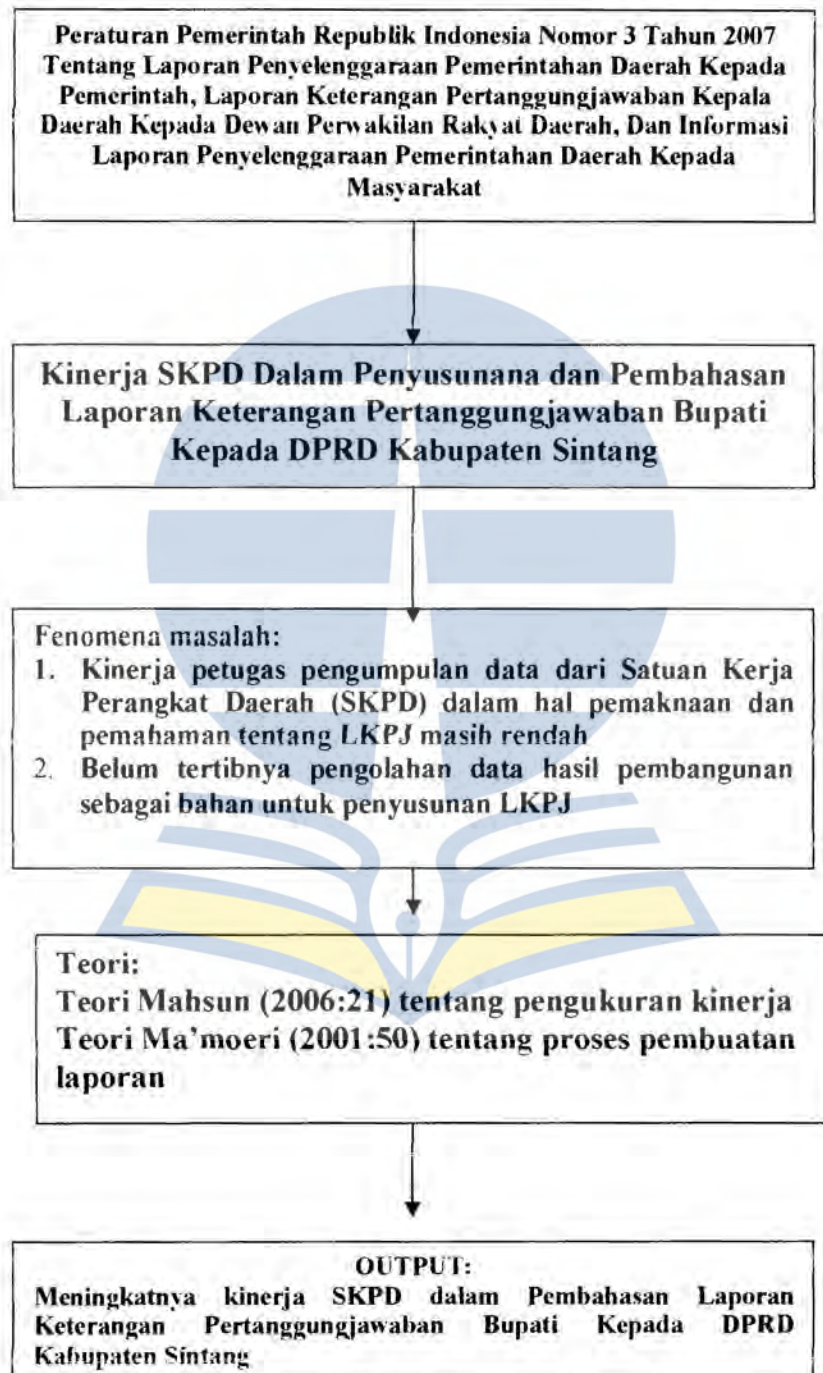 Peraturan Pemerintah Republik Indonesia Nomor 3 Tahun 2007
Tentang Laporan Penyelenggaraan Pemerintahan Daerah Kepada
Pemerintah, Laporan Keterangan Pertanggungjawaban Kepala
Daerah Kepada Dewan Perwakilan Rakyat Daerah, Dan Informasi
Laporan Penyelenggaraan Pemerintahan Daerah Kepada
Masyarakat
Kinerja SKPD Dalam Penyusunana dan Pembahasan
Laporan Keterangan Pertanggungjawaban Bupati
Kepada DPRD Kabupaten Sintang
Fenomena masalah:
1. Kinerja petugas pengumpulan data dari Satuan Kerja
Perangkat Daerah (SKPD) dalam hal pemaknaan dan
pemahaman tentang LKPJ masih rendah
2. Belum tertibnya pengolahan data hasil pembangunan
sebagai bahan untuk penyusunan LKPJ
Teori:
Teori Mahsun (2006:21) tentang pengukuran kinerja
Teori Ma'moeri (2001:50) tentang proses pembuatan
laporan
OUTPUT:
Meningkatnya kinerja SKPD dalam Pembahasan Laporan
Keterangan Pertanggungjawaban Bupati Kepada DPRD
Kabupaten Sintang